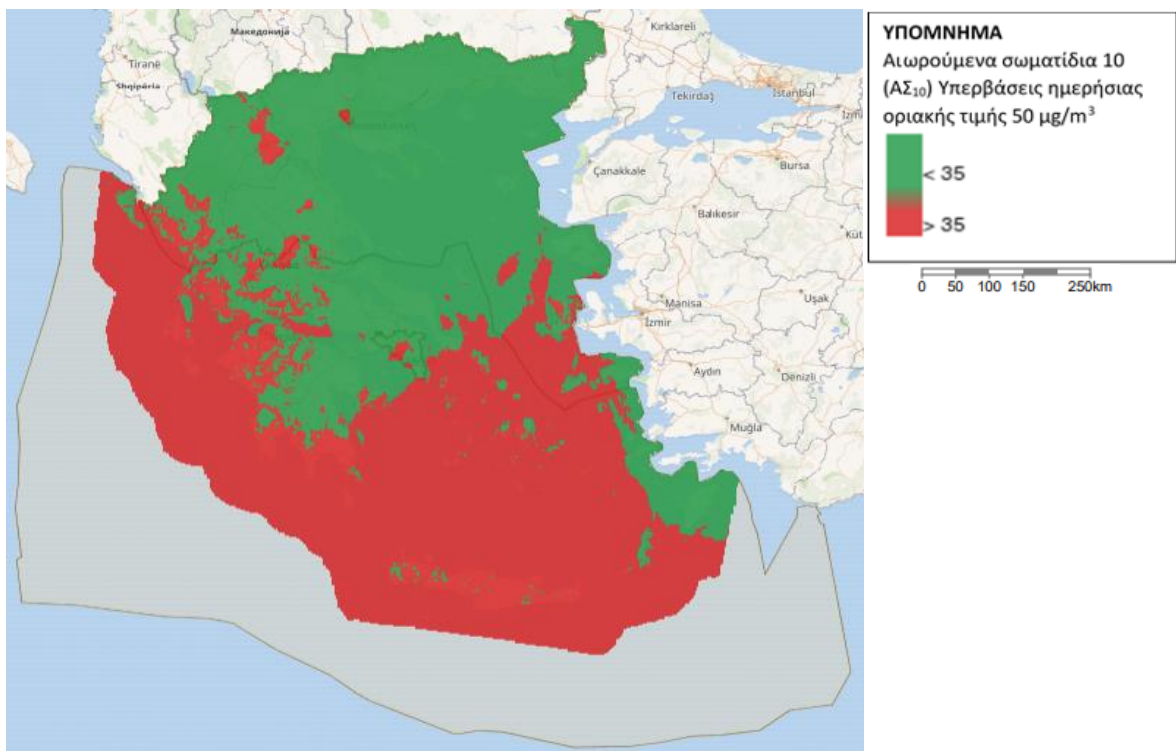 Македонија
Kırklareli
Tiranë
Shqipëria
Tekirdağ
İstanbul
Çanakkale
Bursa
Balıkesir
Küt
Manisa
Uşak
İzmir
Aydın
Denizli
Muğla
ΥΠΟΜΝΗΜΑ
Αιωρούμενα σωματίδια 10
(ΑΣ₁₀) Υπερβάσεις ημερήσιας
οριακής τιμής 50 μg/m³
< 35
> 35
0 50 100 150 250km